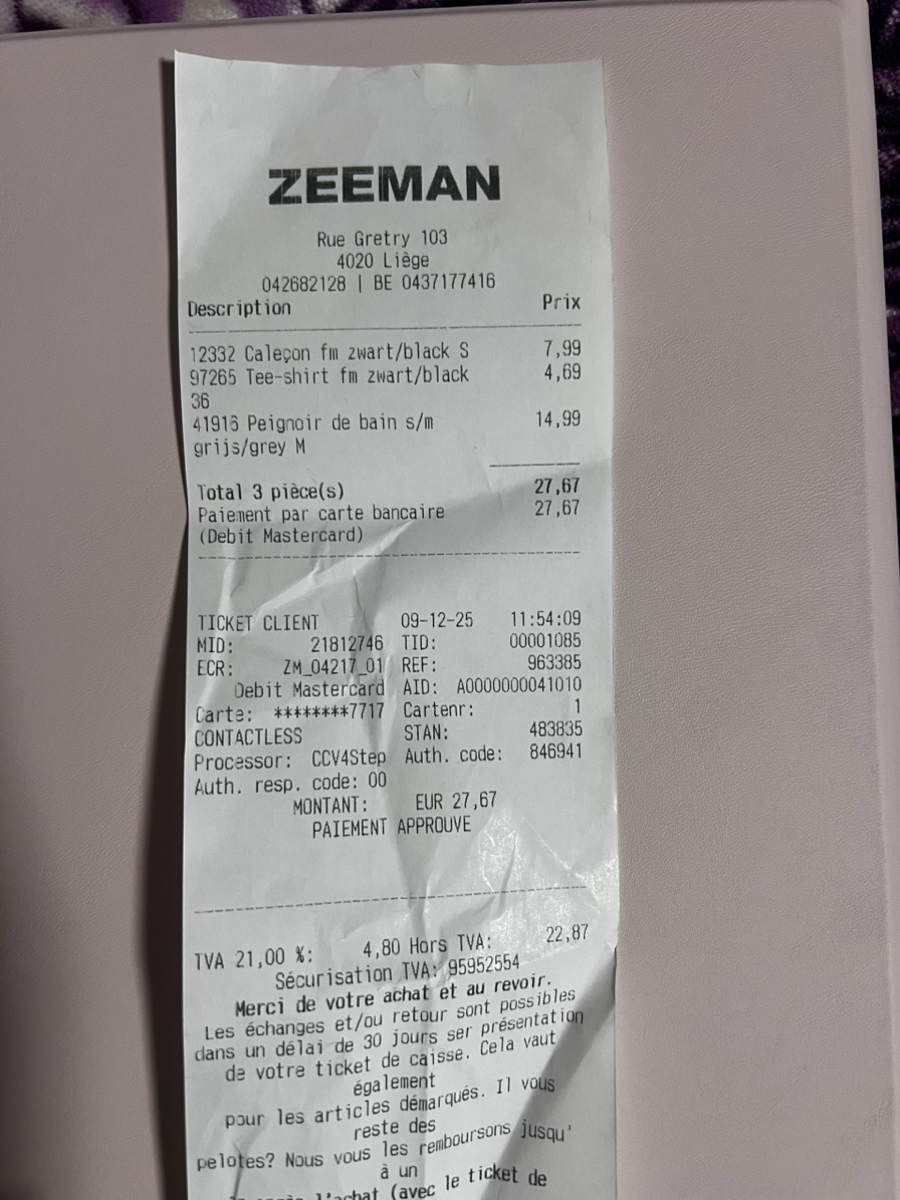 ZEEMAN
Rue Gretry 103
4020 Liège
042682128 | BE 0437177416
Description Prix
12332 Caleçon fm zwart/black S 7,99
97265 Tee-shirt fm zwart/black 4,69
36
41916 Peignoir de bain s/m 14,99
grijs/grey M
Total 3 pièce(s) 27,67
Paiement par carte bancaire 27,67
(Debit Mastercard)
TICKET CLIENT 09-12-25 11:54:09
MID: 21812746 TID: 00001085
ECR: ZM_04217_01 REF: 963385
Debit Mastercard AID: A0000000041010
Carte: ********7717 Cartenr: 1
CONTACTLESS STAN: 483835
Processor: CCV4Step Auth. code: 846941
Auth. resp. code: 00
MONTANT: EUR 27,67
PAIEMENT APPROUVE
TVA 21,00 %: 4,80 Hors TVA: 22,87
Sécurisation TVA: 95952554
Merci de votre achat et au revoir.
Les échanges et/ou retour sont possibles
dans un délai de 30 jours ser présentation
de votre ticket de caisse. Cela vaut
également
pour les articles démarqués. Il vous
reste des
pelotes? Nous vous les remboursons jusqu'
à un
l'achat (avec le ticket de